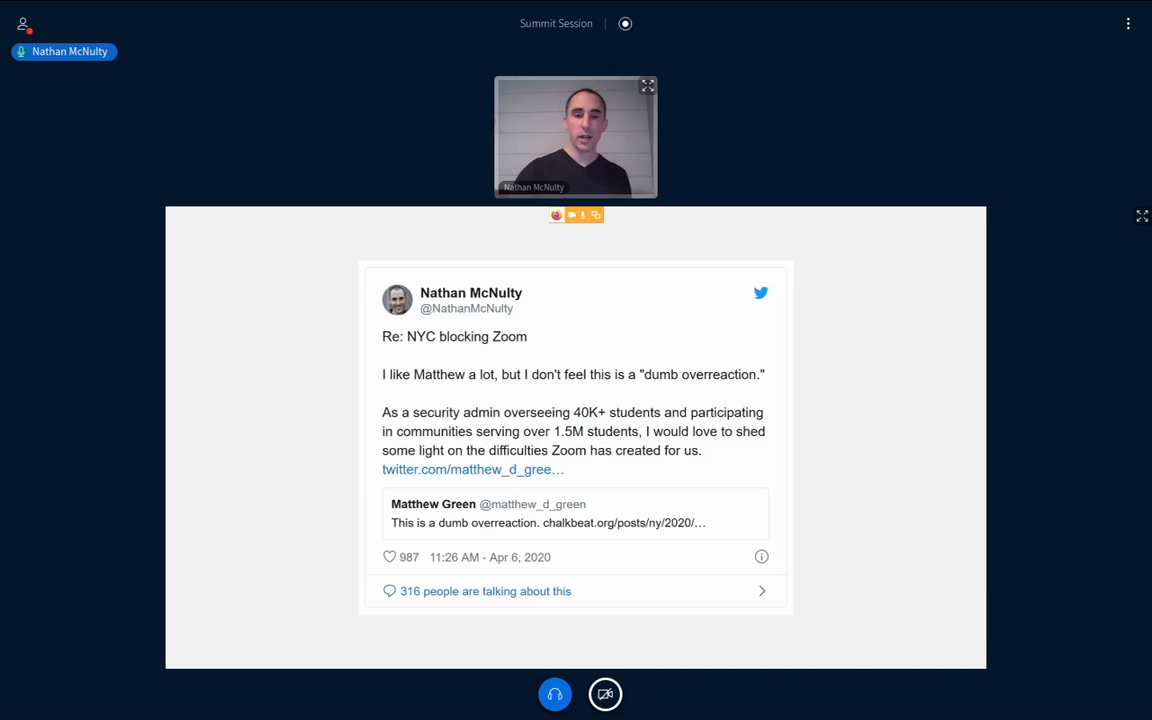 Summit Session
Nathan McNulty
Nathan McNulty
Nathan McNulty
@NathanMcNulty
Re: NYC blocking Zoom
I like Matthew a lot, but I don't feel this is a "dumb overreaction."
As a security admin overseeing 40K+ students and participating
in communities serving over 1.5M students, I would love to shed
some light on the difficulties Zoom has created for us.
twitter.com/matthew_d_gree…
Matthew Green @matthew_d_green
This is a dumb overreaction. chalkbeat.org/posts/ny/2020/…
987 11:26 AM - Apr 6, 2020
316 people are talking about this